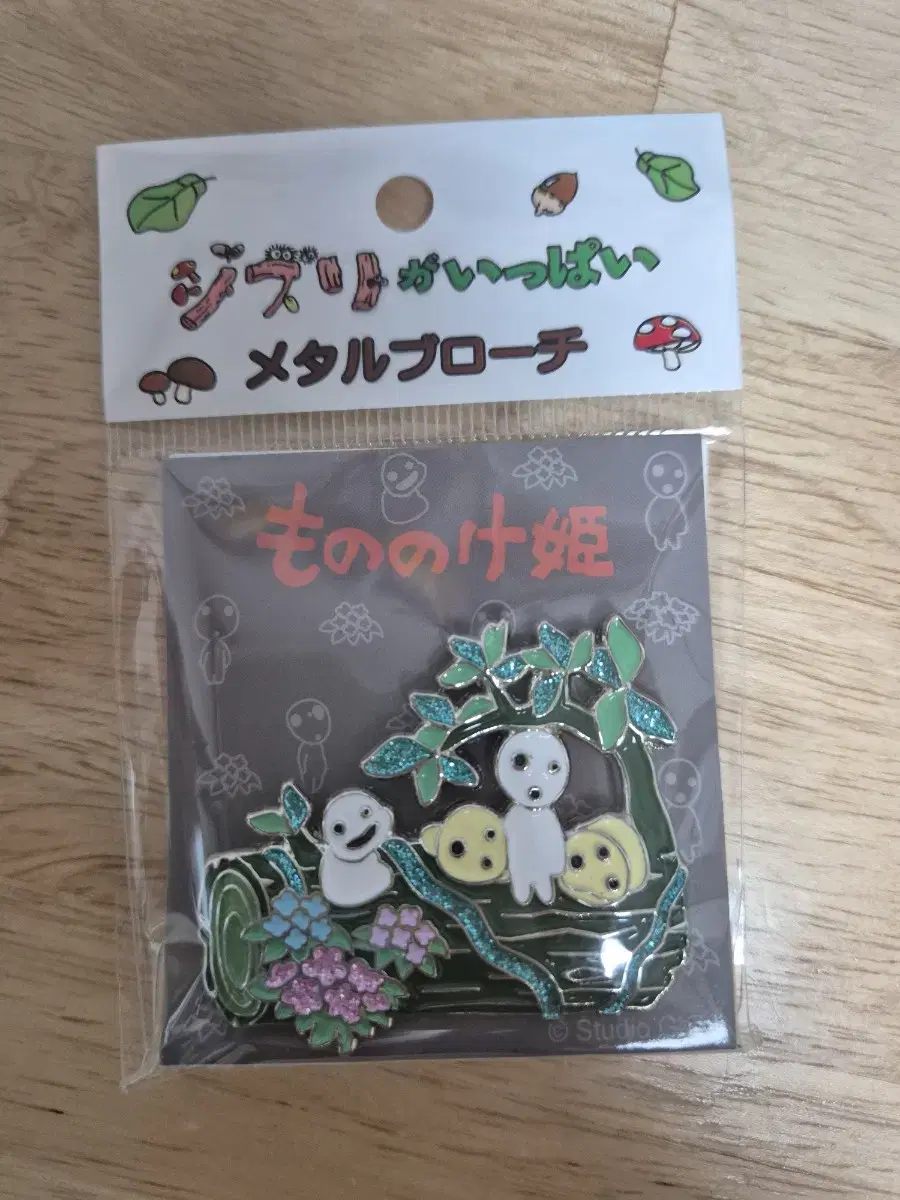 ジブリがいっぱい
メタルブローチ
もののけ姫
© Studio G